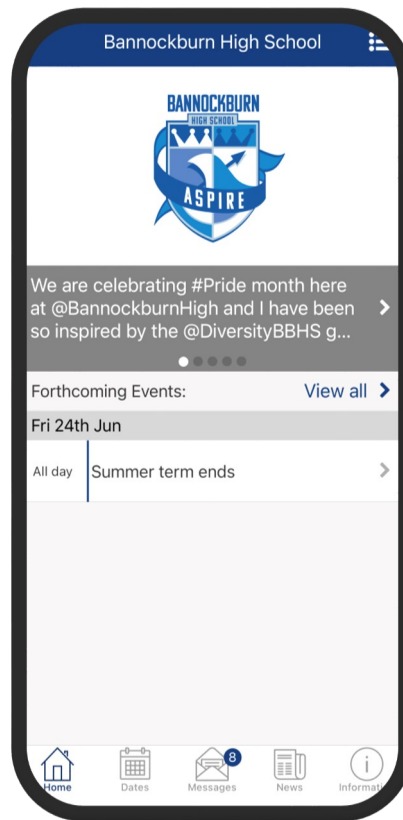 Bannockburn High School
BANNOCKBURN
HIGH SCHOOL
ASPIRE
We are celebrating #Pride month here
at @BannockburnHigh and I have been
so inspired by the @DiversityBBHS g...
Forthcoming Events:
View all
Fri 24th Jun
All day
Summer term ends
8
Home
Dates
Messages
News
Informati